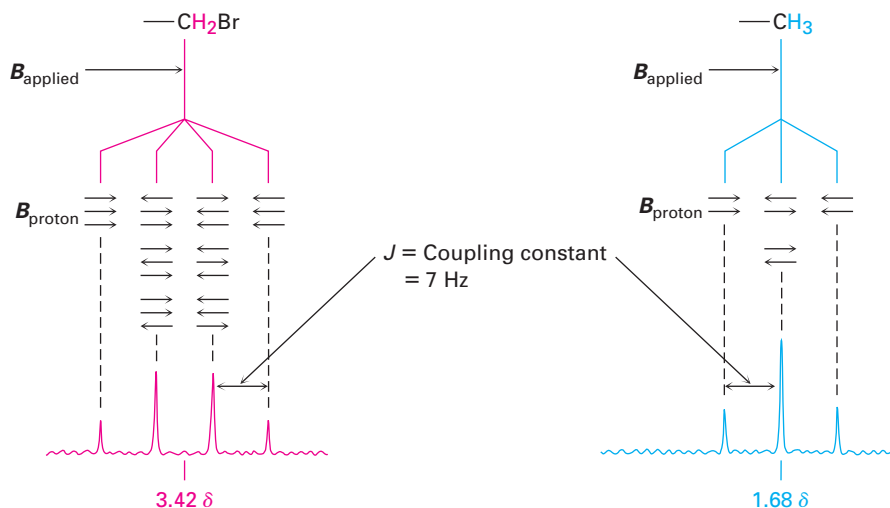 —CH2Br
—CH3
Bapplied
Bapplied
Bproton
Bproton
J = Coupling constant
= 7 Hz
3.42 δ
1.68 δ